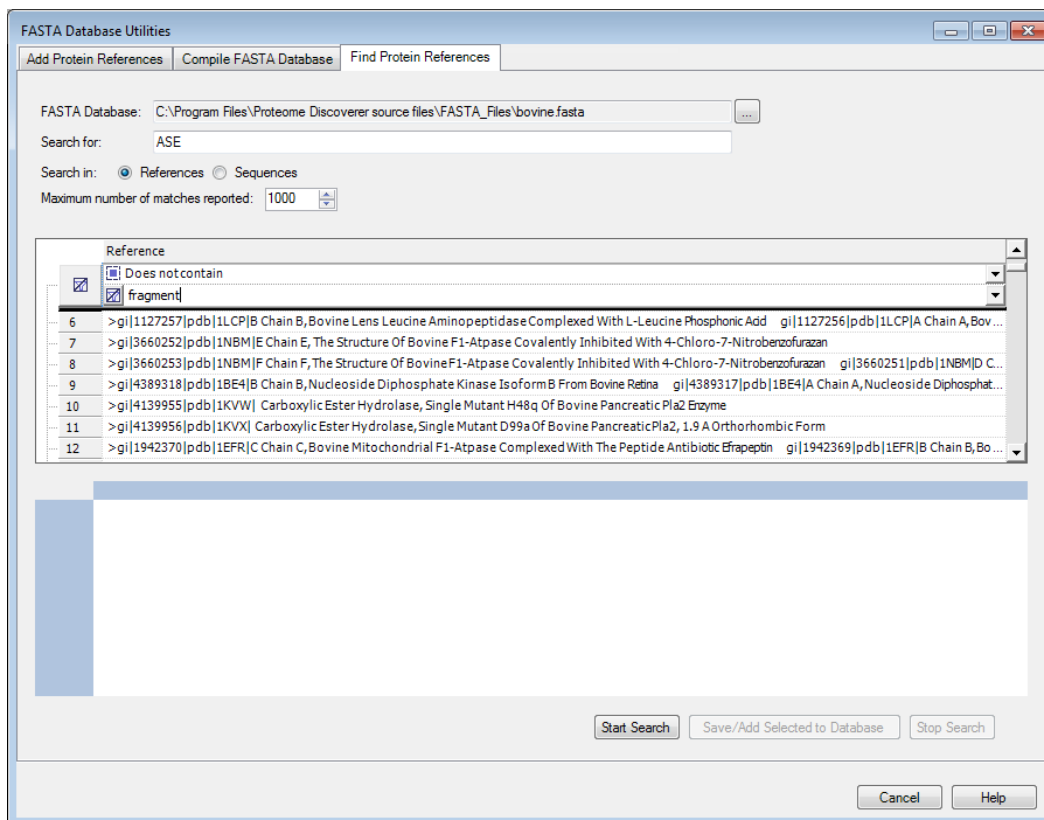 FASTA Database Utilities
Add Protein References Compile FASTA Database Find Protein References
FASTA Database: C:\Program Files\Proteome Discoverer source files\FASTA_Files\bovine.fasta ...
Search for: ASE
Search in: References Sequences
Maximum number of matches reported: 1000
Reference
Does not contain
fragment
6 >gi|1127257|pdb|1LCP|B Chain B, Bovine Lens Leucine Aminopeptidase Complexed With L-Leucine Phosphonic Acid gi|1127256|pdb|1LCP|A Chain A, Bov...
7 >gi|3660252|pdb|1NBM|E Chain E, The Structure Of Bovine F1-Atpase Covalently Inhibited With 4-Chloro-7-Nitrobenzofurazan
8 >gi|3660253|pdb|1NBM|F Chain F, The Structure Of Bovine F1-Atpase Covalently Inhibited With 4-Chloro-7-Nitrobenzofurazan gi|3660251|pdb|1NBM|D C...
9 >gi|4389318|pdb|1BE4|B Chain B, Nucleoside Diphosphate Kinase Isoform B From Bovine Retina gi|4389317|pdb|1BE4|A Chain A, Nucleoside Diphosphat...
10 >gi|4139955|pdb|1KVW| Carboxylic Ester Hydrolase, Single Mutant H48q Of Bovine Pancreatic Pla2 Enzyme
11 >gi|4139956|pdb|1KVX| Carboxylic Ester Hydrolase, Single Mutant D99a Of Bovine Pancreatic Pla2, 1.9 A Orthorhombic Form
12 >gi|1942370|pdb|1EFR|C Chain C, Bovine Mitochondrial F1-Atpase Complexed With The Peptide Antibiotic Efrapeptin gi|1942369|pdb|1EFR|B Chain B, Bo...
Start Search Save/Add Selected to Database Stop Search
Cancel Help